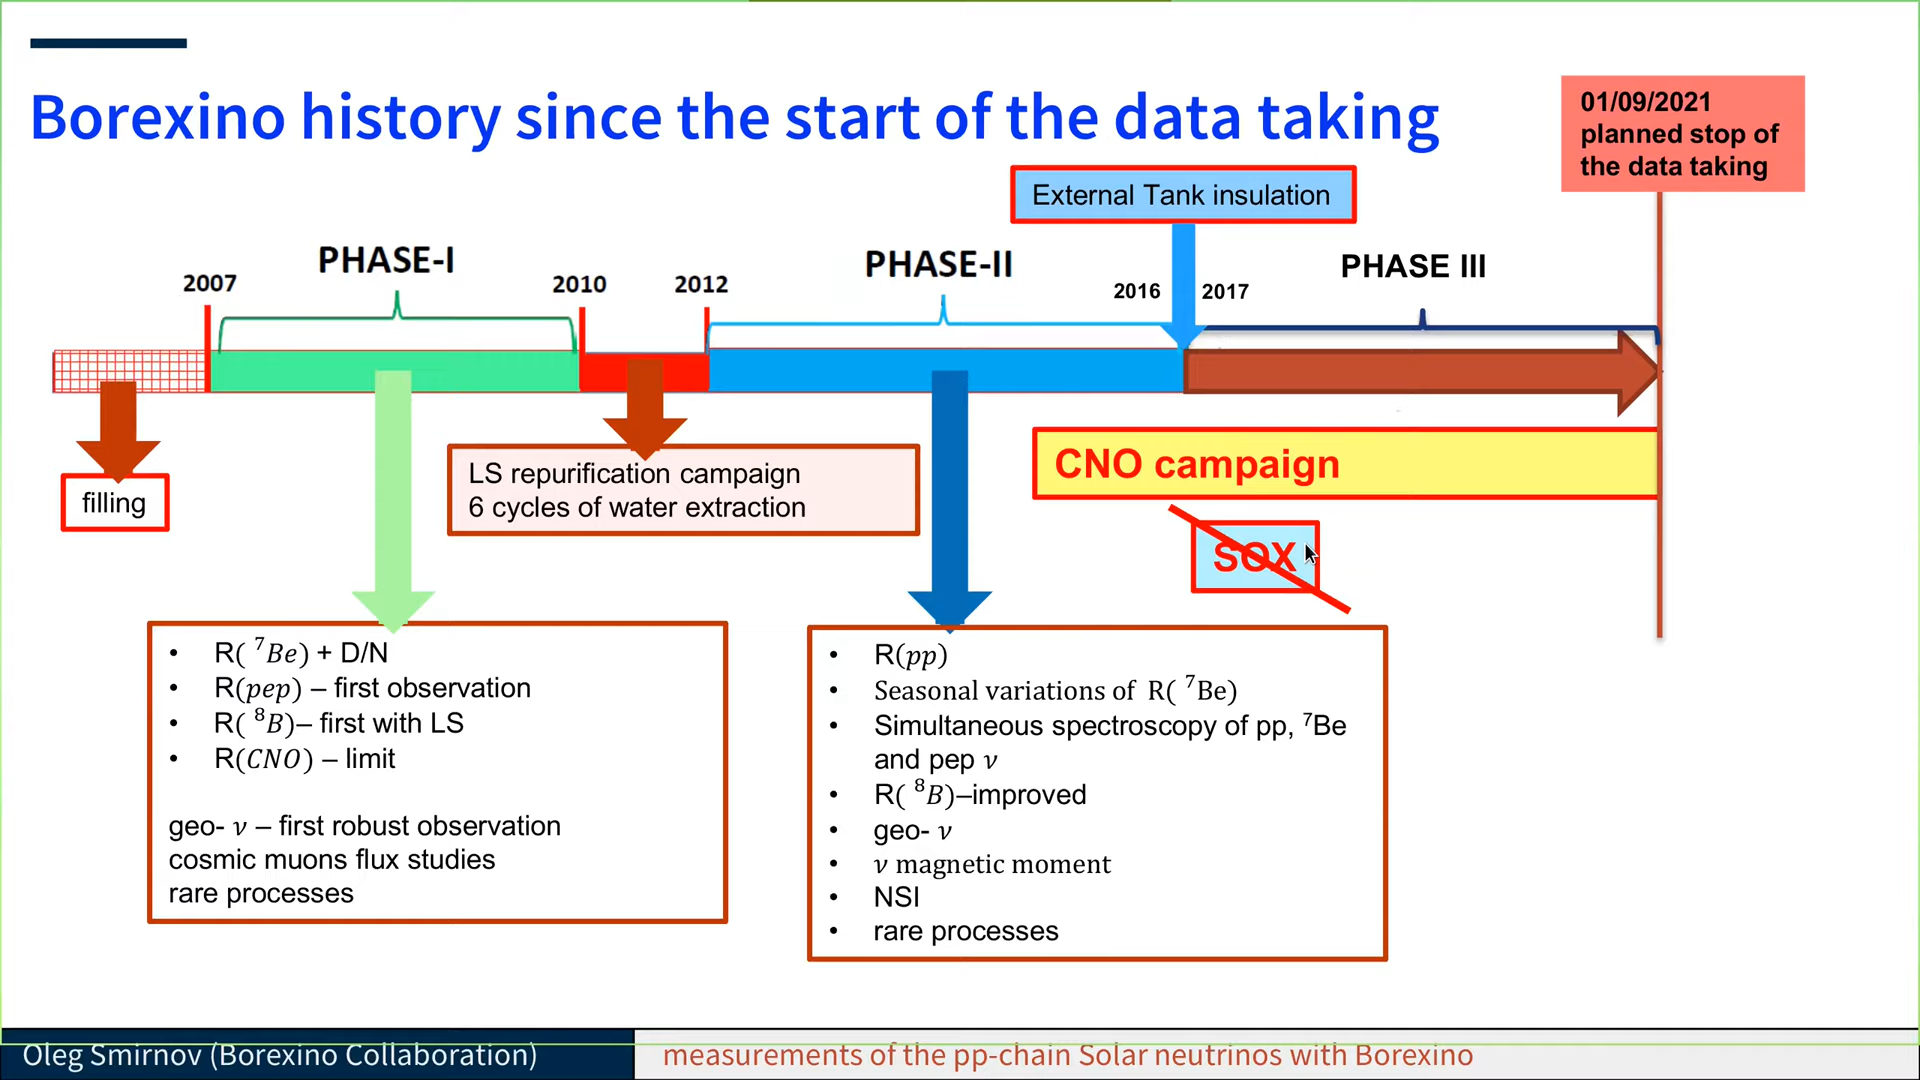 Borexino history since the start of the data taking
01/09/2021
planned stop of
the data taking
External Tank insulation
PHASE-I
PHASE-II
PHASE III
2007
2010
2012
2016
2017
filling
LS repurification campaign
6 cycles of water extraction
CNO campaign
SOX
• R( ⁷Be) + D/N
• R(pep) – first observation
• R( ⁸B)– first with LS
• R(CNO) – limit
geo- ν – first robust observation
cosmic muons flux studies
rare processes
• R(pp)
• Seasonal variations of R( ⁷Be)
• Simultaneous spectroscopy of pp, ⁷Be
and pep ν
• R( ⁸B)–improved
• geo- ν
• ν magnetic moment
• NSI
• rare processes
Oleg Smirnov (Borexino Collaboration)
measurements of the pp-chain Solar neutrinos with Borexino